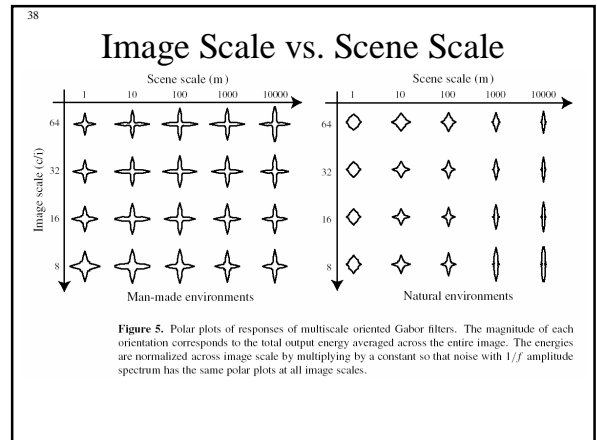 38
Image Scale vs. Scene Scale
Scene scale (m)
1 10 100 1000 10000
Image scale (c/i)
64
32
16
8
Man-made environments
Scene scale (m)
1 10 100 1000 10000
64
32
16
8
Natural environments
Figure 5. Polar plots of responses of multiscale oriented Gabor filters. The magnitude of each
orientation corresponds to the total output energy averaged across the entire image. The energies
are normalized across image scale by multiplying by a constant so that noise with 1/f amplitude
spectrum has the same polar plots at all image scales.